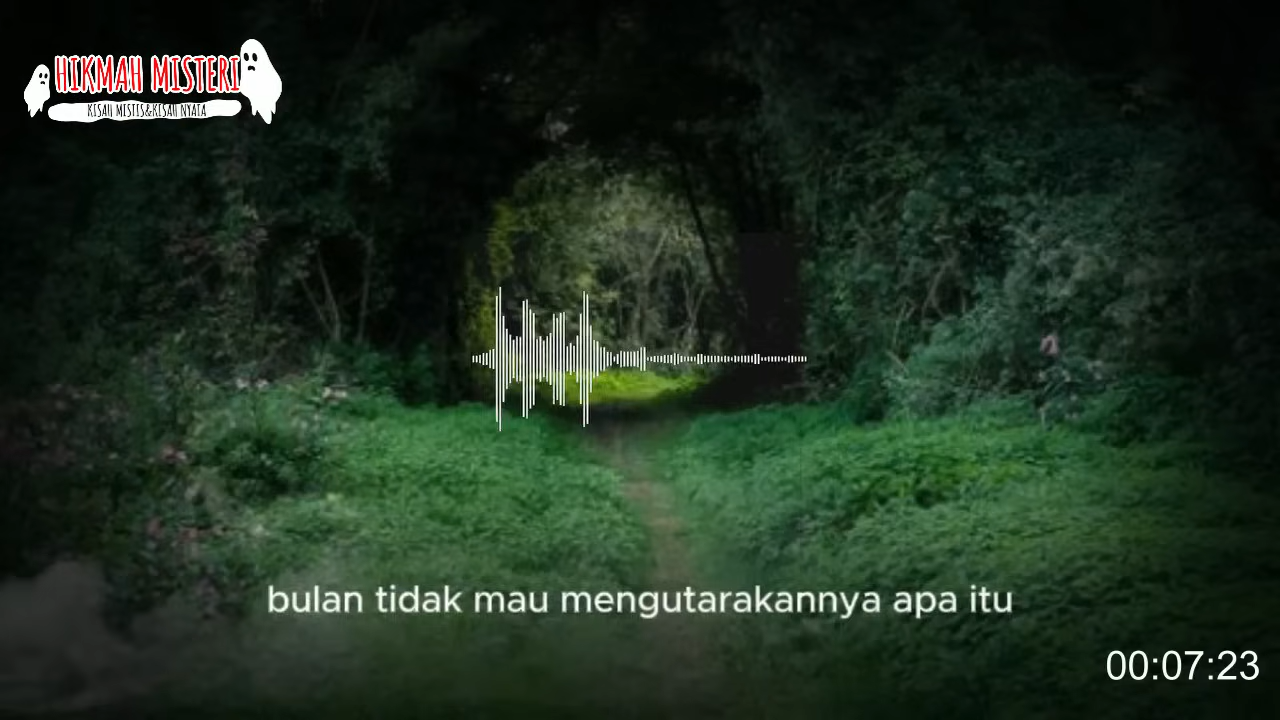 HIKMAH MISTERI
KISAH MISTIS&KISAH NYATA
bulan tidak mau mengutarakannya apa itu
00:07:23